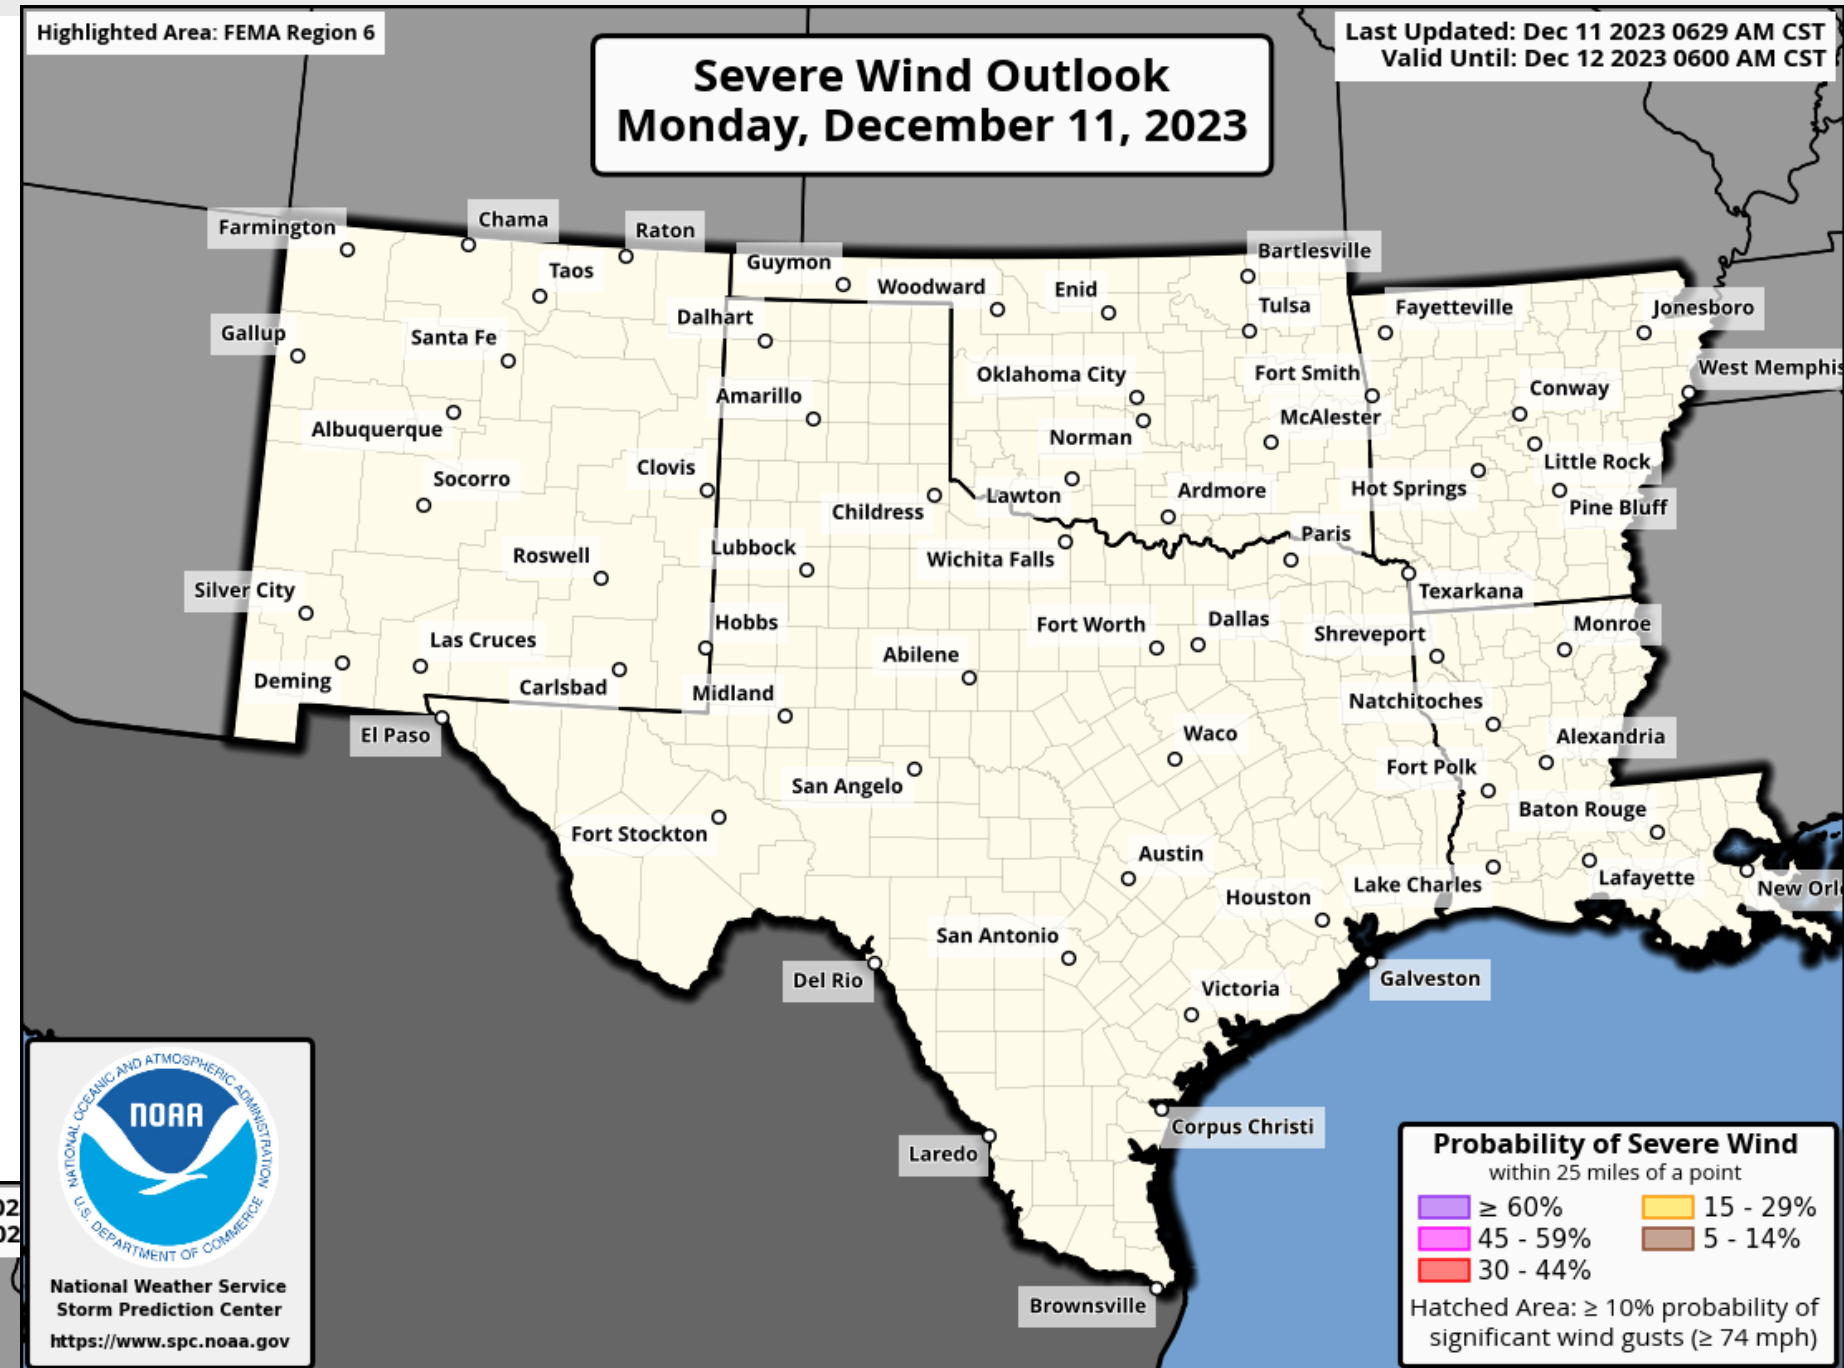 Highlighted Area: FEMA Region 6
Last Updated: Dec 11 2023 0629 AM CST
Valid Until: Dec 12 2023 0600 AM CST
Severe Wind Outlook
Monday, December 11, 2023
Farmington
Chama
Raton
Taos
Guymon
Woodward
Enid
Bartlesville
Tulsa
Fayetteville
Jonesboro
Gallup
Santa Fe
Dalhart
West Memphis
Oklahoma City
Fort Smith
Conway
Amarillo
Albuquerque
Norman
McAlester
Little Rock
Clovis
Socorro
Childress
Lawton
Ardmore
Hot Springs
Pine Bluff
Roswell
Lubbock
Wichita Falls
Paris
Silver City
Texarkana
Las Cruces
Hobbs
Abilene
Fort Worth
Dallas
Shreveport
Monroe
Deming
Carlsbad
Midland
Natchitoches
El Paso
Waco
Alexandria
San Angelo
Fort Polk
Fort Stockton
Baton Rouge
Austin
Houston
Lake Charles
Lafayette
New Orl
San Antonio
Del Rio
Victoria
Galveston
Corpus Christi
Laredo
Brownsville
NATIONAL OCEANIC AND ATMOSPHERIC ADMINISTRATION
NOAA
U.S. DEPARTMENT OF COMMERCE
National Weather Service
Storm Prediction Center
https://www.spc.noaa.gov
02
02
Probability of Severe Wind
within 25 miles of a point
≥ 60%
15 - 29%
45 - 59%
5 - 14%
30 - 44%
Hatched Area: ≥ 10% probability of
significant wind gusts (≥ 74 mph)